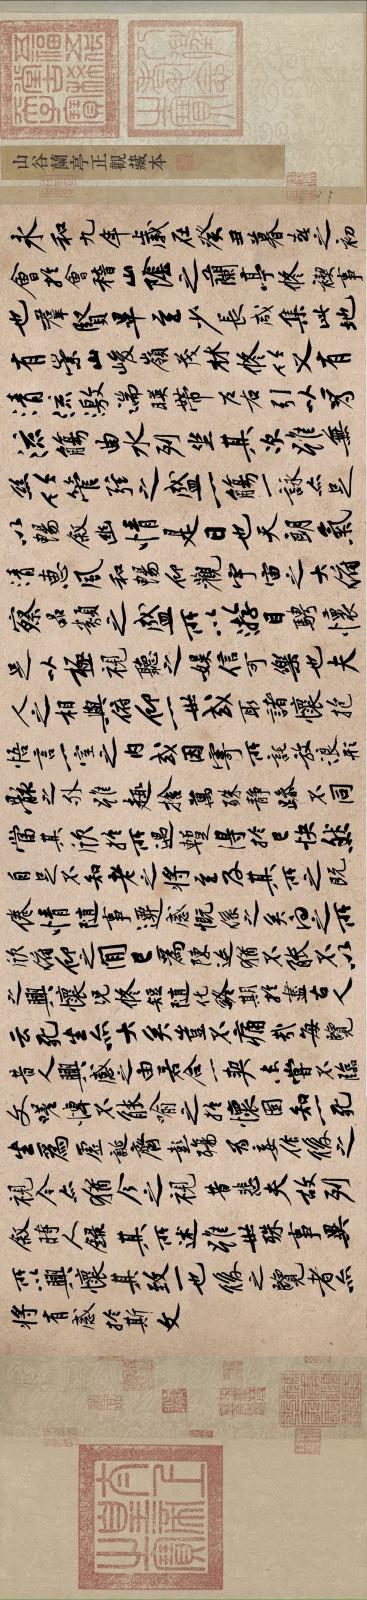 山谷蘭亭正觀藏本
永和九年歲在癸丑暮春之初
會於會稽山陰之蘭亭修禊事
也羣賢畢至少長咸集此地
有崇山峻嶺茂林修竹又有
清流激湍暎帶左右引以為
流觴曲水列坐其次雖無
絲竹管弦之盛一觴一詠亦足
以暢敘幽情是日也天朗氣
清惠風和暢仰觀宇宙之大俯
察品類之盛所以遊目騁懷
足以極視聽之娛信可樂也夫
人之相與俯仰一世或取諸懷抱
悟言一室之內或因寄所託放浪形
骸之外雖趣捨萬殊靜躁不同
當其欣於所遇蹔得於己快然
自足不知老之將至及其所之既
倦情隨事遷感慨係之矣向之所
欣俯仰之間已為陳迹猶不能不以
之興懷況修短隨化終期於盡古人
云死生亦大矣豈不痛哉每覽
昔人興感之由若合一契未嘗不臨
文嗟悼不能喻之於懷固知一死
生為虛誕齊彭殤為妄作後之
視今亦猶今之視昔悲夫故列
敘時人錄其所述雖世殊事異
所以興懷其致一也後之覽者亦
將有感於斯文